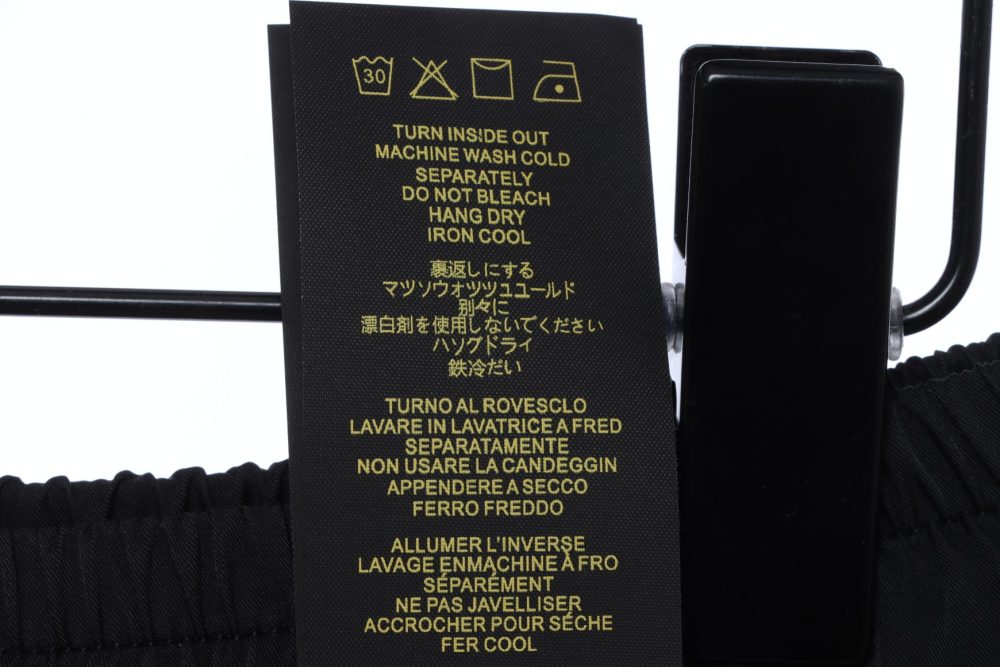 30
TURN INSIDE OUT
MACHINE WASH COLD
SEPARATELY
DO NOT BLEACH
HANG DRY
IRON COOL
裏返しにする
マツソウォツツユユールド
別々に
漂白剤を使用しないでください
ハソグドライ
鉄冷だい
TURNO AL ROVESCLO
LAVARE IN LAVATRICE A FRED
SEPARATAMENTE
NON USARE LA CANDEGGIN
APPENDERE A SECCO
FERRO FREDDO
ALLUMER L'INVERSE
LAVAGE ENMACHINE À FRO
SÉPARÉMENT
NE PAS JAVELLISER
ACCROCHER POUR SÉCHE
FER COOL